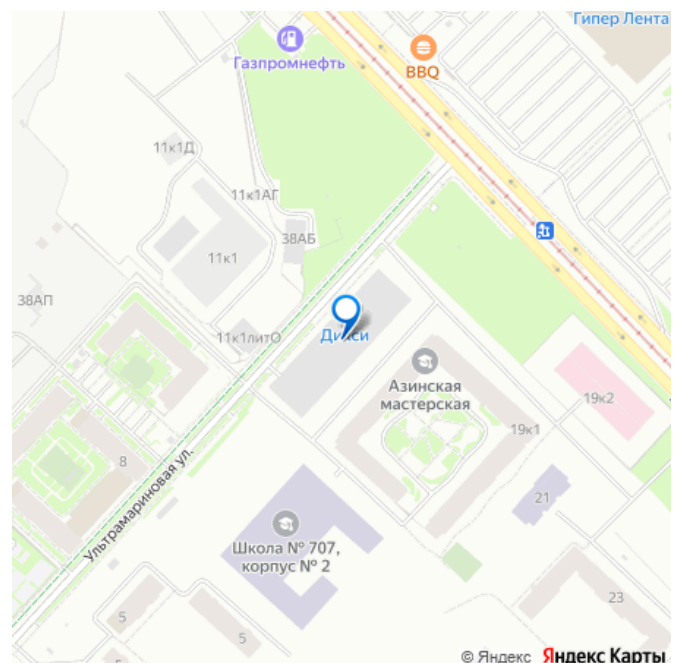 Гипер Лента
Газпромнефть
BBQ
11к1Д
11к1АГ
38АБ
11к1
38АП
11к1литО
Дикси
Азинская
мастерская
19к2
19к1
8
Ультрамариновая ул.
21
Школа № 707,
корпус № 2
23
5
5
5
© Яндекс Яндекс Карты